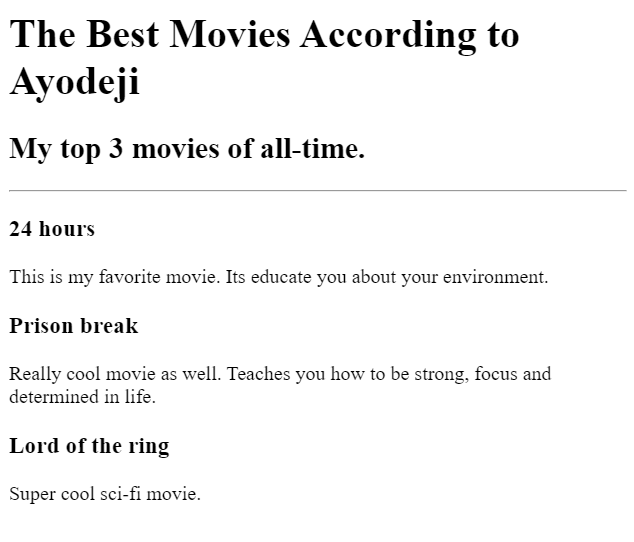 The Best Movies According to
Ayodeji
My top 3 movies of all-time.
24 hours
This is my favorite movie. Its educate you about your environment.
Prison break
Really cool movie as well. Teaches you how to be strong, focus and
determined in life.
Lord of the ring
Super cool sci-fi movie.